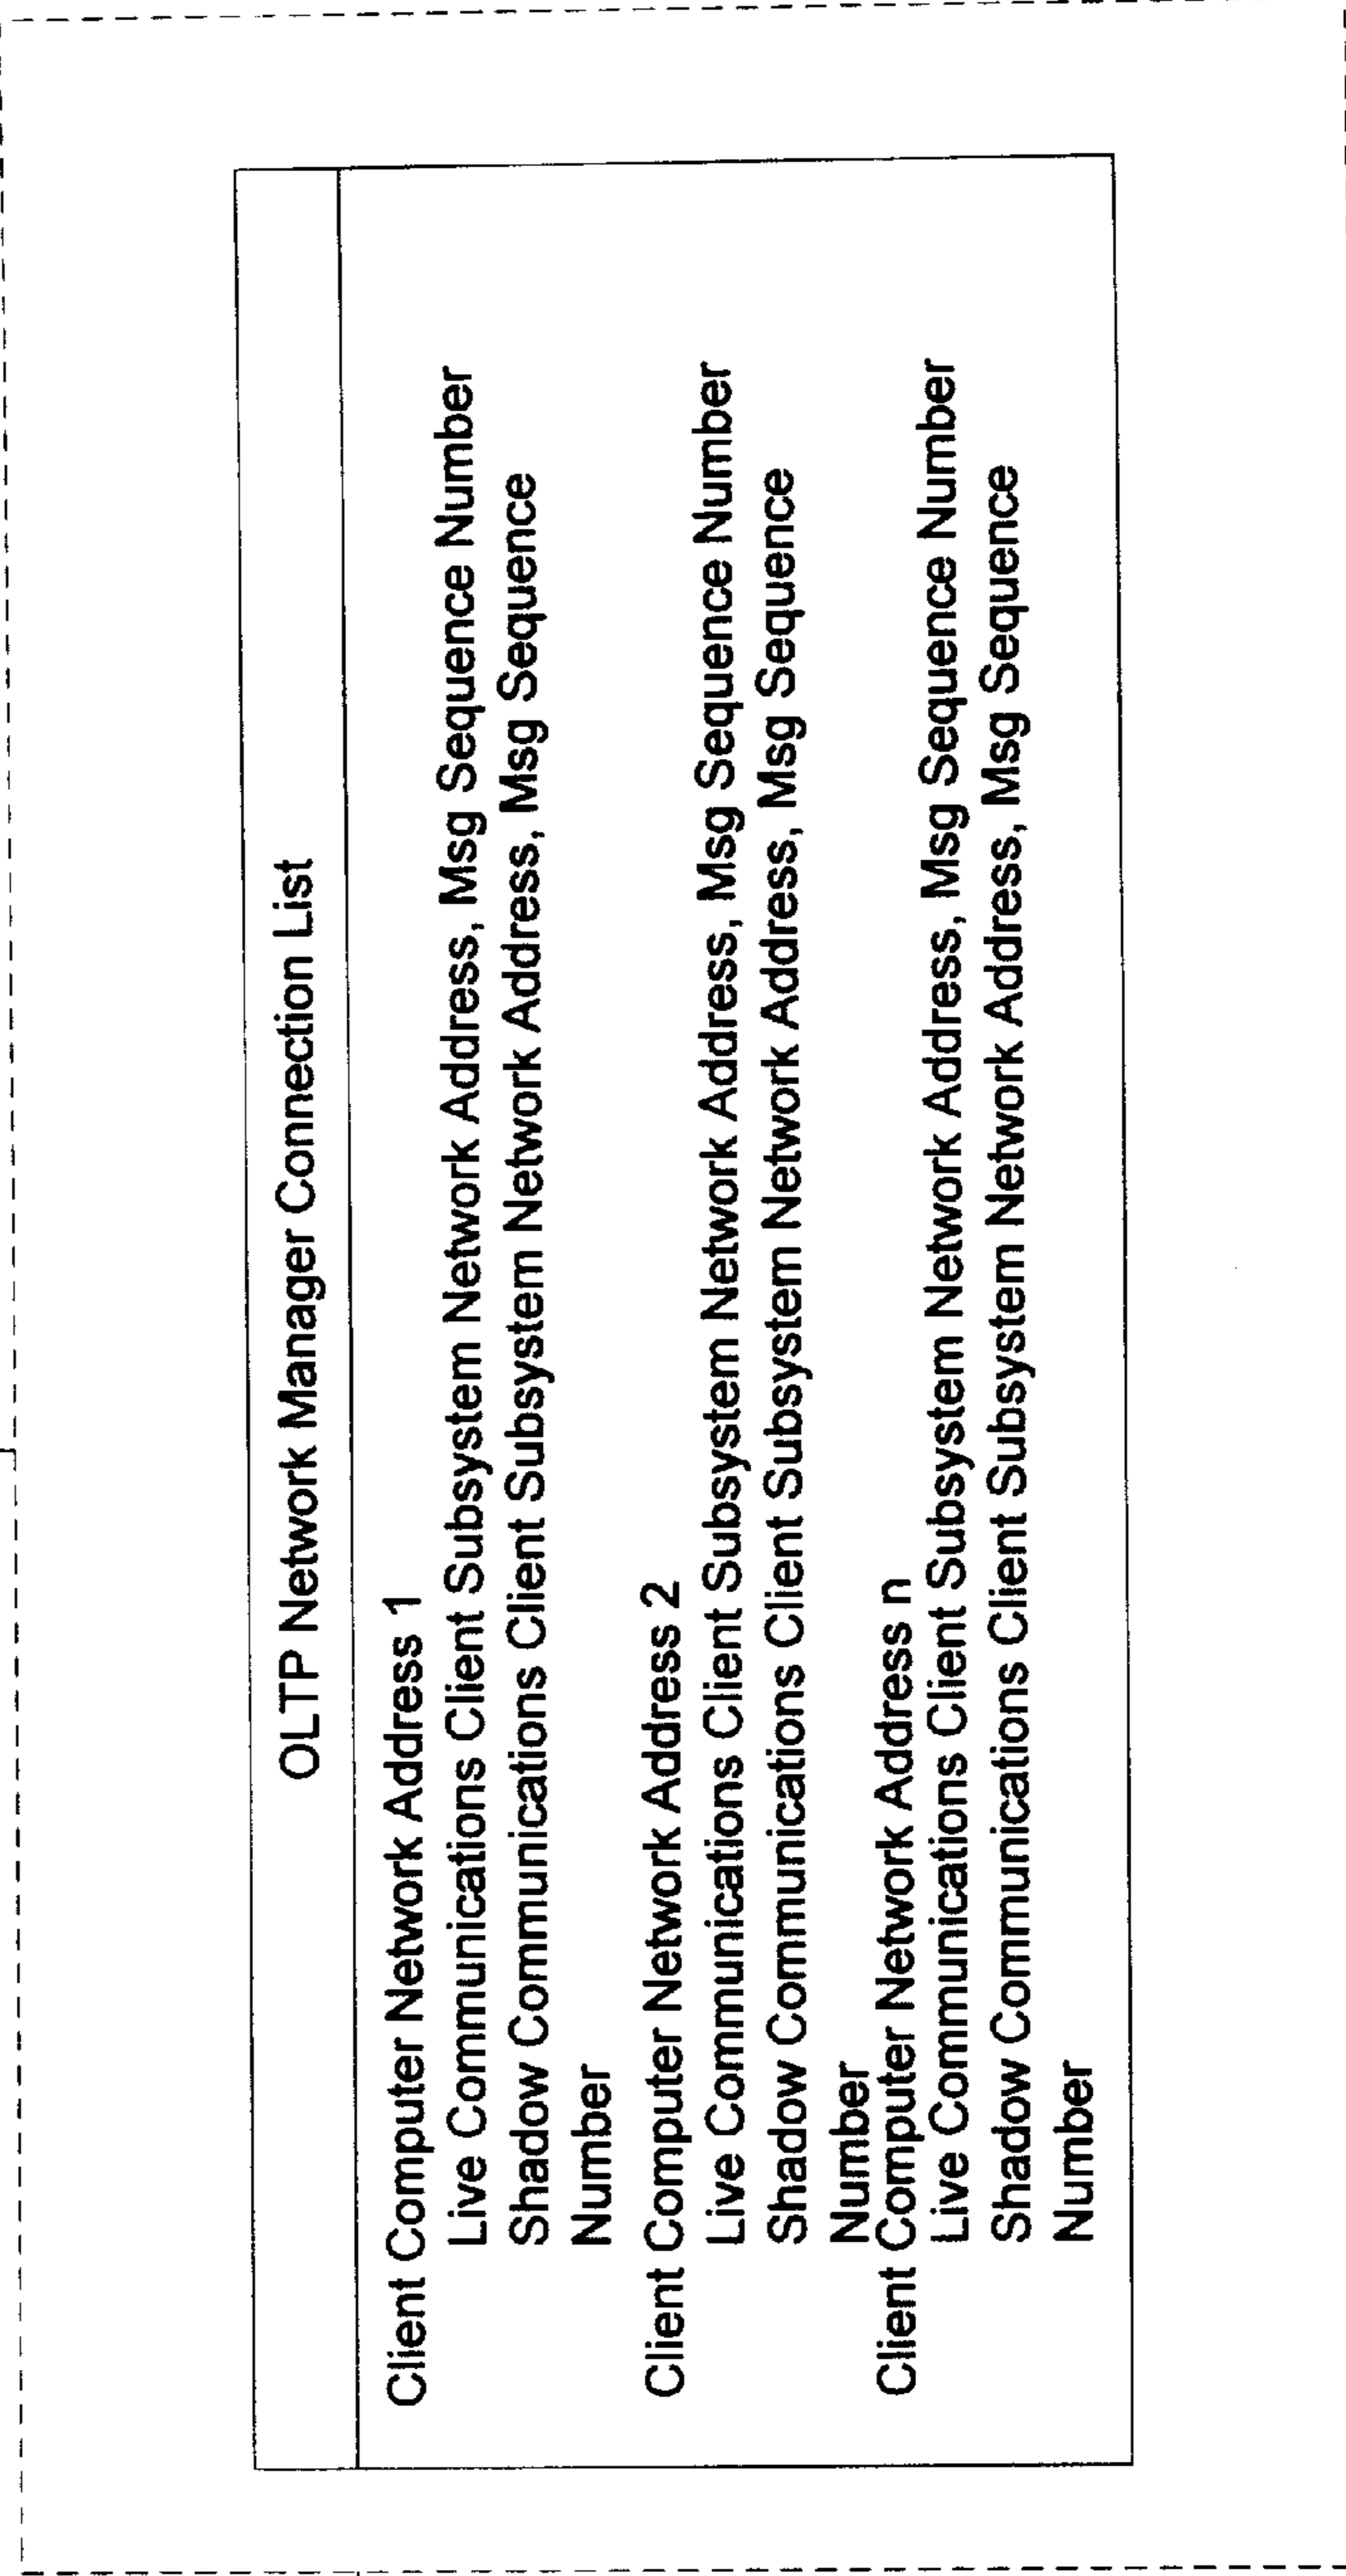 OLTP Network Manager Connection List
Client Computer Network Address 1
Live Communications Client Subsystem Network Address, Msg Sequence Number
Shadow Communications Client Subsystem Network Address, Msg Sequence
Number
Client Computer Network Address 2
Live Communications Client Subsystem Network Address, Msg Sequence Number
Shadow Communications Client Subsystem Network Address, Msg Sequence
Number
Client Computer Network Address n
Live Communications Client Subsystem Network Address, Msg Sequence Number
Shadow Communications Client Subsystem Network Address, Msg Sequence
Number